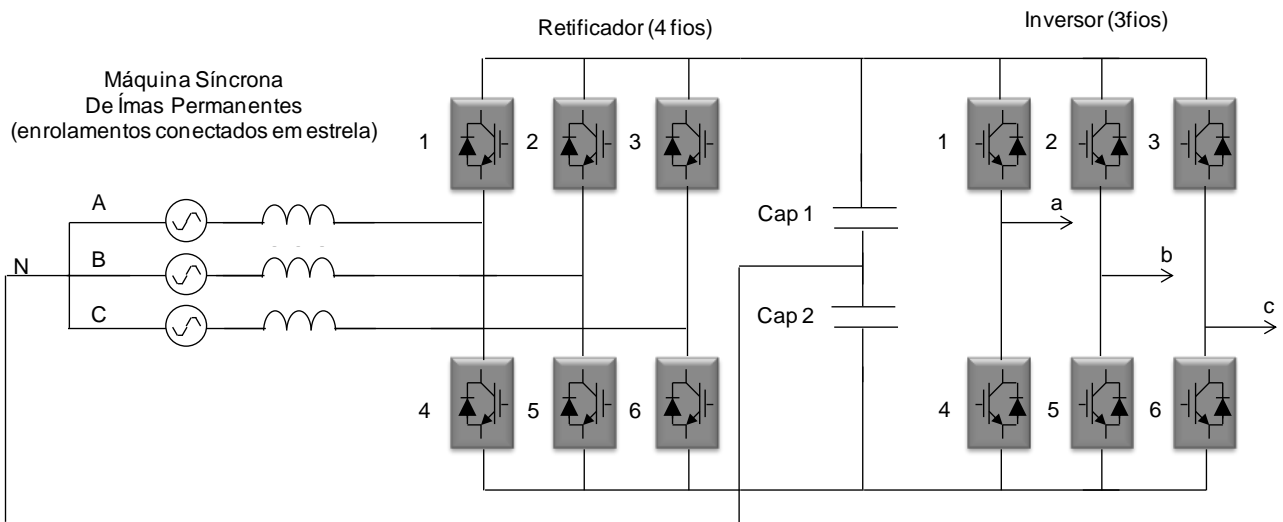 Retificador (4 fios)
Inversor (3fios)
Máquina Síncrona
De Ímas Permanentes
(enrolamentos conectados em estrela)
1
2
3
1
2
3
A
B
C
N
Cap 1
Cap 2
a
b
c
4
5
6
4
5
6